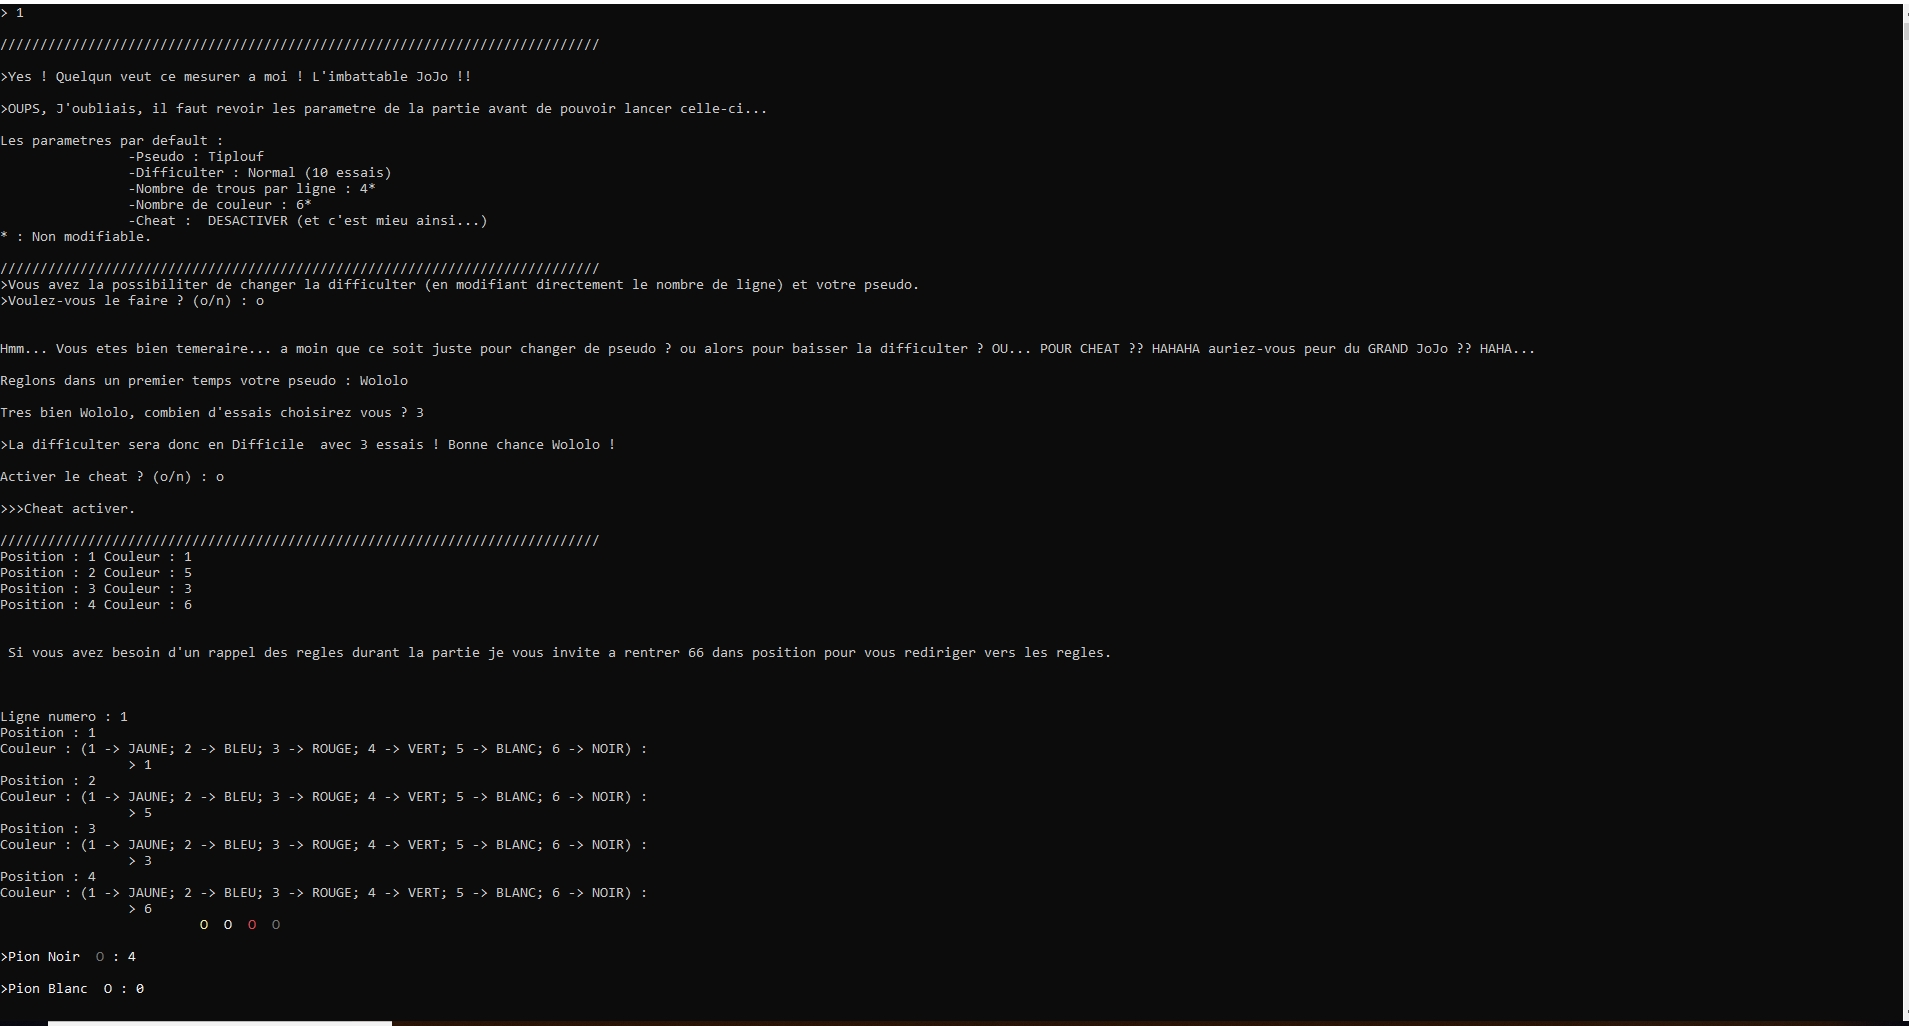 > 1
///////////////////////////////////////////////////////////////////////////
>Yes ! Quelqun veut ce mesurer a moi ! L'imbattable JoJo !!
>OUPS, J'oubliais, il faut revoir les parametre de la partie avant de pouvoir lancer celle-ci...
Les parametres par default :
-Pseudo : Tiplouf
-Difficulter : Normal (10 essais)
-Nombre de trous par ligne : 4*
-Nombre de couleur : 6*
-Cheat :  DESACTIVER (et c'est mieu ainsi...)
* : Non modifiable.
///////////////////////////////////////////////////////////////////////////
>Vous avez la possibiliter de changer la difficulter (en modifiant directement le nombre de ligne) et votre pseudo.
>Voulez-vous le faire ? (o/n) : o
Hmm... Vous etes bien temeraire... a moin que ce soit juste pour changer de pseudo ? ou alors pour baisser la difficulter ? OU... POUR CHEAT ?? HAHAHA auriez-vous peur du GRAND JoJo ?? HAHA...
Reglons dans un premier temps votre pseudo : Wololo
Tres bien Wololo, combien d'essais choisirez vous ? 3
>La difficulter sera donc en Difficile  avec 3 essais ! Bonne chance Wololo !
Activer le cheat ? (o/n) : o
>>>Cheat activer.
///////////////////////////////////////////////////////////////////////////
Position : 1 Couleur : 1
Position : 2 Couleur : 5
Position : 3 Couleur : 3
Position : 4 Couleur : 6
Si vous avez besoin d'un rappel des regles durant la partie je vous invite a rentrer 66 dans position pour vous rediriger vers les regles.
Ligne numero : 1
Position : 1
Couleur : (1 -> JAUNE; 2 -> BLEU; 3 -> ROUGE; 4 -> VERT; 5 -> BLANC; 6 -> NOIR) :
> 1
Position : 2
Couleur : (1 -> JAUNE; 2 -> BLEU; 3 -> ROUGE; 4 -> VERT; 5 -> BLANC; 6 -> NOIR) :
> 5
Position : 3
Couleur : (1 -> JAUNE; 2 -> BLEU; 3 -> ROUGE; 4 -> VERT; 5 -> BLANC; 6 -> NOIR) :
> 3
Position : 4
Couleur : (1 -> JAUNE; 2 -> BLEU; 3 -> ROUGE; 4 -> VERT; 5 -> BLANC; 6 -> NOIR) :
> 6
O  O  O  O
>Pion Noir  O : 4
>Pion Blanc  O : 0